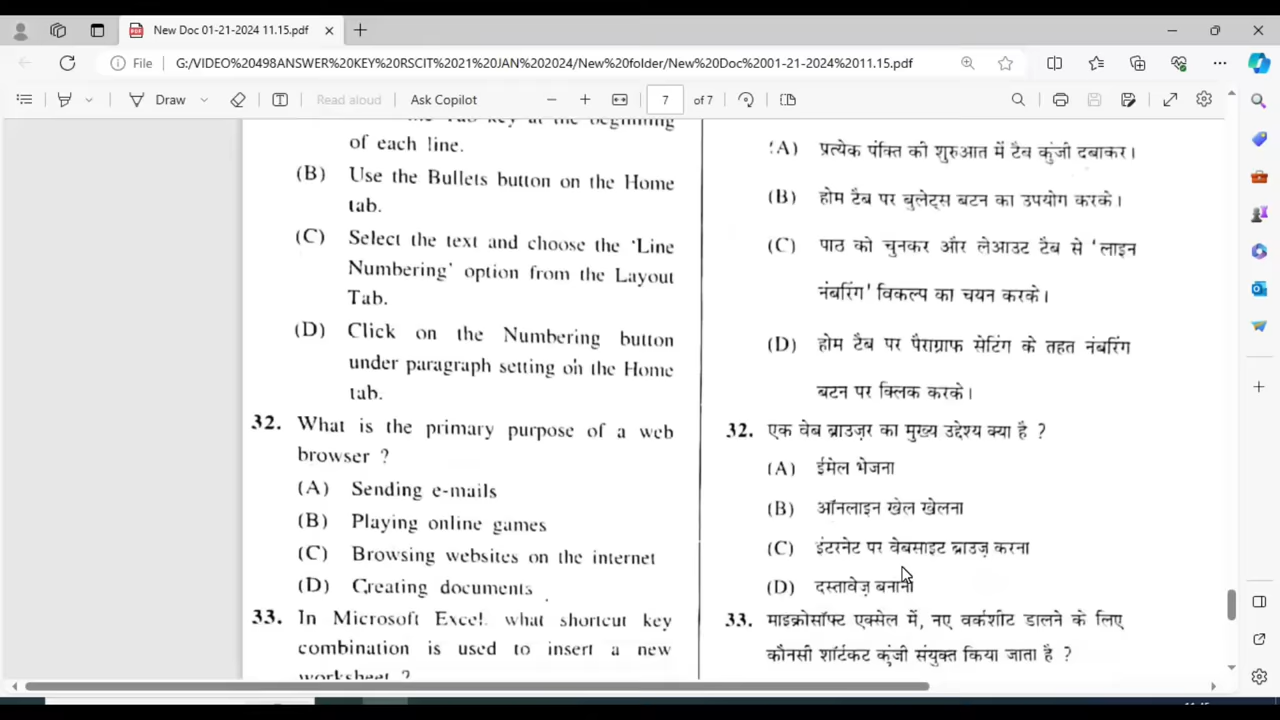 New Doc 01-21-2024 11.15.pdf
File G:/VIDEO%20498ANSWER%20KEY%20RSCIT%2021%20JAN%202024/New%20folder/New%20Doc%2001-21-2024%2011.15.pdf
Draw Read aloud Ask Copilot 7 of 7
key at the beginning
of each line.
(B) Use the Bullets button on the Home
tab.
(C) Select the text and choose the 'Line
Numbering' option from the Layout
Tab.
(D) Click on the Numbering button
under paragraph setting on the Home
tab.
32. What is the primary purpose of a web
browser ?
(A) Sending e-mails
(B) Playing online games
(C) Browsing websites on the internet
(D) Creating documents
33. In Microsoft Excel, what shortcut key
combination is used to insert a new
worksheet ?
(A) प्रत्येक पंक्ति की शुरुआत में टैब कुंजी दबाकर।
(B) होम टैब पर बुलेट्स बटन का उपयोग करके।
(C) पाठ को चुनकर और लेआउट टैब से 'लाइन
नंबरिंग' विकल्प का चयन करके।
(D) होम टैब पर पैराग्राफ सेटिंग के तहत नंबरिंग
बटन पर क्लिक करके।
32. एक वेब ब्राउज़र का मुख्य उद्देश्य क्या है ?
(A) ईमेल भेजना
(B) ऑनलाइन खेल खेलना
(C) इंटरनेट पर वेबसाइट ब्राउज़ करना
(D) दस्तावेज़ बनाना
33. माइक्रोसॉफ्ट एक्सेल में, नए वर्कशीट डालने के लिए
कौनसी शॉर्टकट कुंजी संयुक्त किया जाता है ?